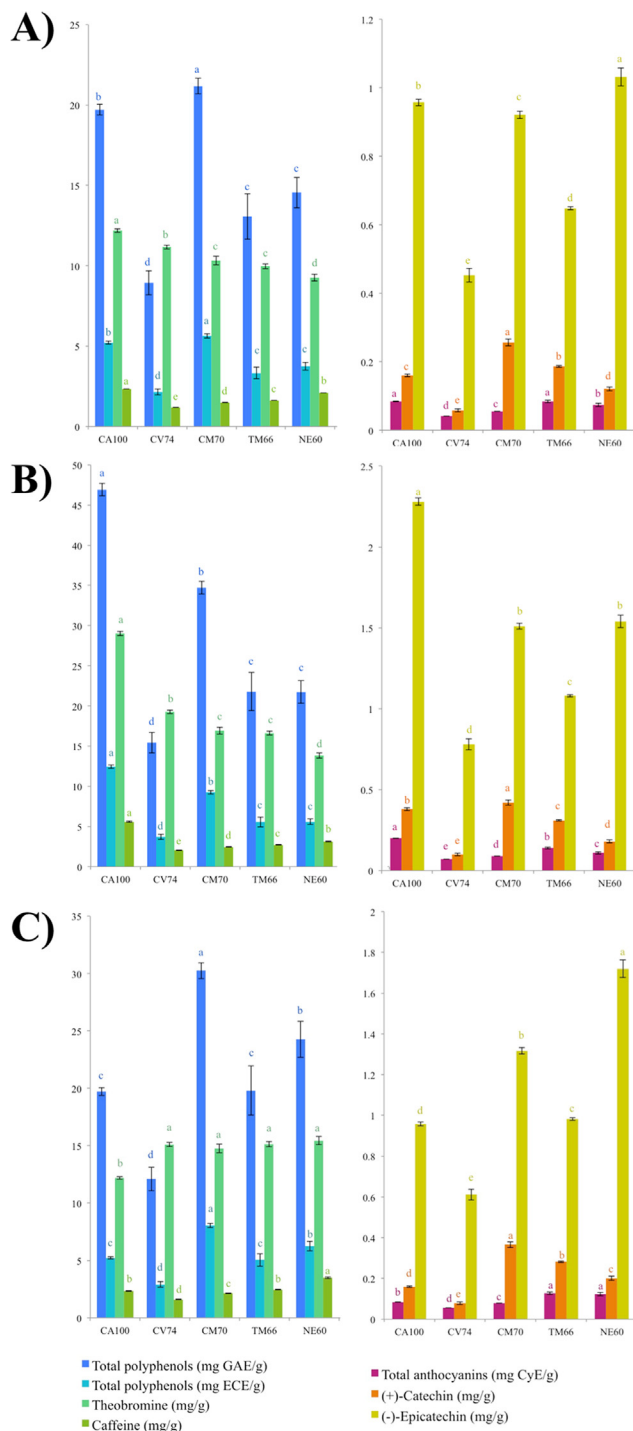 A)
25
20
15
10
5
0
b
b
a
a
d
d
c
e
a
a
c
d
c
c
c
c
c
c
d
b
CA100 CV74 CM70 TM66 NE60
1.2
1
0.8
0.6
0.4
0.2
0
a
c
b
d
e
e
c
a
c
a
b
d
b
d
a
CA100 CV74 CM70 TM66 NE60
B)
50
45
40
35
30
25
20
15
10
5
0
a
a
a
a
d
d
b
e
b
b
c
d
c
c
c
c
c
c
d
b
CA100 CV74 CM70 TM66 NE60
2.5
2
1.5
1
0.5
0
a
b
a
e
e
e
d
a
b
b
b
c
c
d
b
CA100 CV74 CM70 TM66 NE60
C)
35
30
25
20
15
10
5
0
c
c
b
b
d
d
a
d
a
a
a
c
c
c
a
b
b
b
a
a
CA100 CV74 CM70 TM66 NE60
2
1.8
1.6
1.4
1.2
1
0.8
0.6
0.4
0.2
0
b
d
d
d
e
e
c
a
b
a
b
c
a
c
a
CA100 CV74 CM70 TM66 NE60
Total polyphenols (mg GAE/g)
Total polyphenols (mg ECE/g)
Theobromine (mg/g)
Caffeine (mg/g)
Total anthocyanins (mg CyE/g)
(+)-Catechin (mg/g)
(-)-Epicatechin (mg/g)